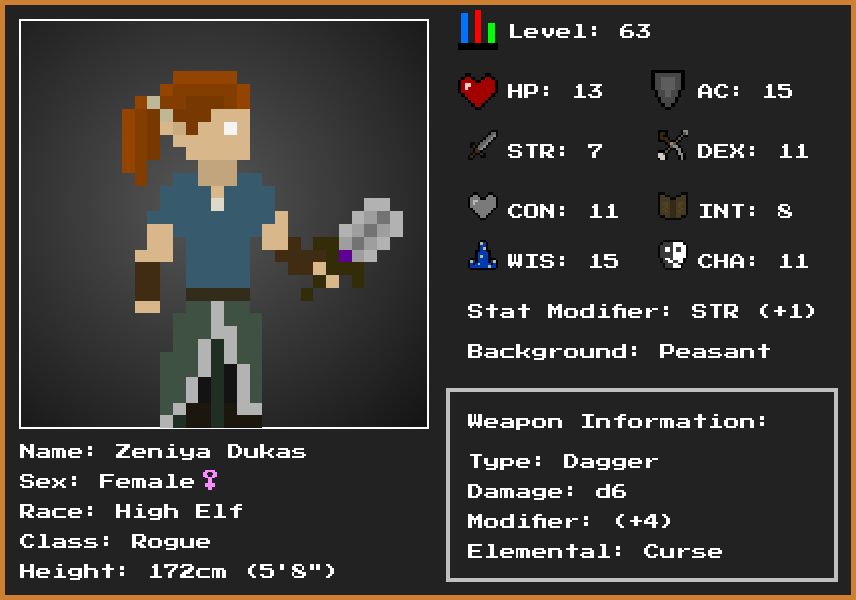 Level: 63
HP: 13
AC: 15
STR: 7
DEX: 11
CON: 11
INT: 8
WIS: 15
CHA: 11
Stat Modifier: STR (+1)
Background: Peasant
Weapon Information:
Type: Dagger
Damage: d6
Modifier: (+4)
Elemental: Curse
Name: Zeniya Dukas
Sex: Female♀
Race: High Elf
Class: Rogue
Height: 172cm (5'8")